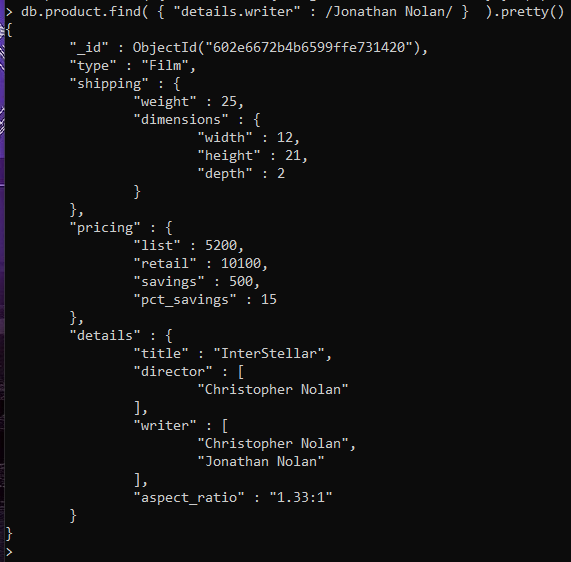 > db.product.find( { "details.writer" : /Jonathan Nolan/ }  ).pretty()
{
        "_id" : ObjectId("602e6672b4b6599ffe731420"),
        "type" : "Film",
        "shipping" : {
                "weight" : 25,
                "dimensions" : {
                        "width" : 12,
                        "height" : 21,
                        "depth" : 2
                }
        },
        "pricing" : {
                "list" : 5200,
                "retail" : 10100,
                "savings" : 500,
                "pct_savings" : 15
        },
        "details" : {
                "title" : "InterStellar",
                "director" : [
                        "Christopher Nolan"
                ],
                "writer" : [
                        "Christopher Nolan",
                        "Jonathan Nolan"
                ],
                "aspect_ratio" : "1.33:1"
        }
}
>